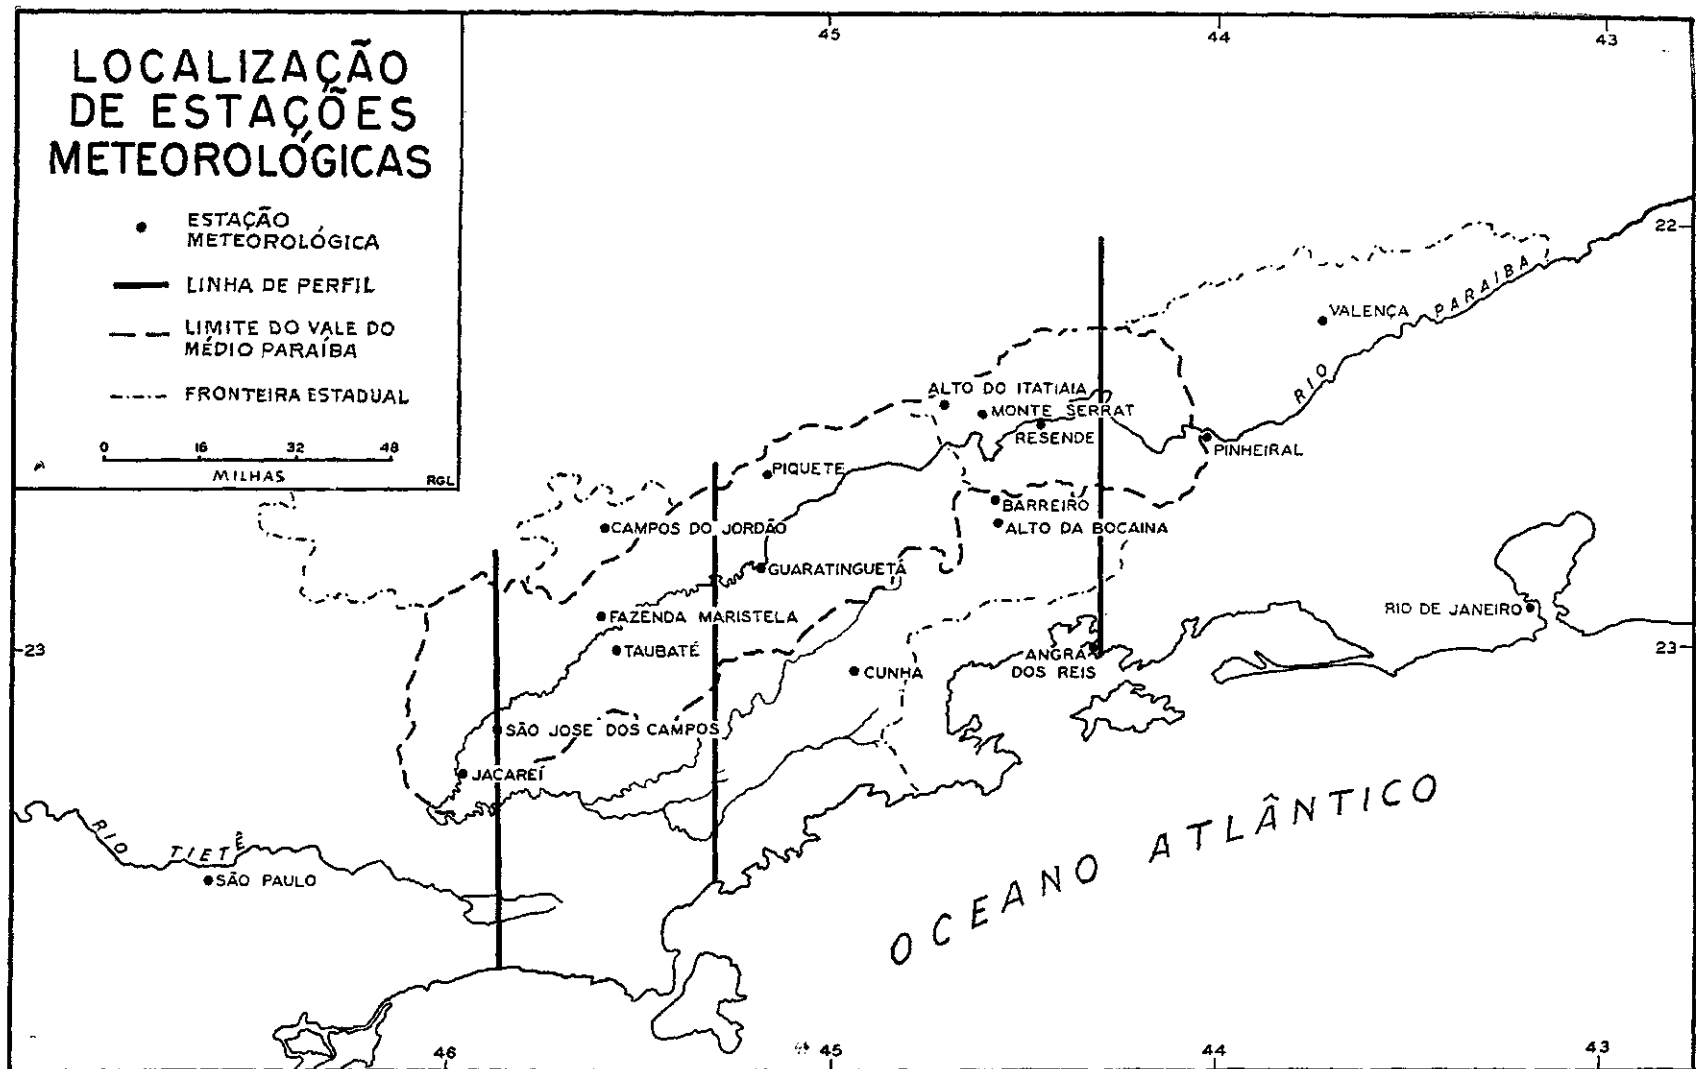 LOCALIZAÇÃO
DE ESTAÇÕES
METEOROLÓGICAS
ESTAÇÃO
METEOROLÓGICA
LINHA DE PERFIL
LIMITE DO VALE DO
MÉDIO PARAÍBA
FRONTEIRA ESTADUAL
0 16 32 48
MILHAS
RGL
45 44 43
22
VALENÇA
RIO PARAIBA
ALTO DO ITATIAIA
MONTE SERRAT
RESENDE
PINHEIRAL
PIQUETE
BARREIRO
ALTO DA BOCAINA
CAMPOS DO JORDÃO
GUARATINGUETÁ
FAZENDA MARISTELA
RIO DE JANEIRO
23 TAUBATÉ 23
ANGRA
DOS REIS
CUNHA
SÃO JOSE DOS CAMPOS
JACAREÍ
RIO TIETÊ
SÃO PAULO
OCEANO ATLÂNTICO
46 45 44 43